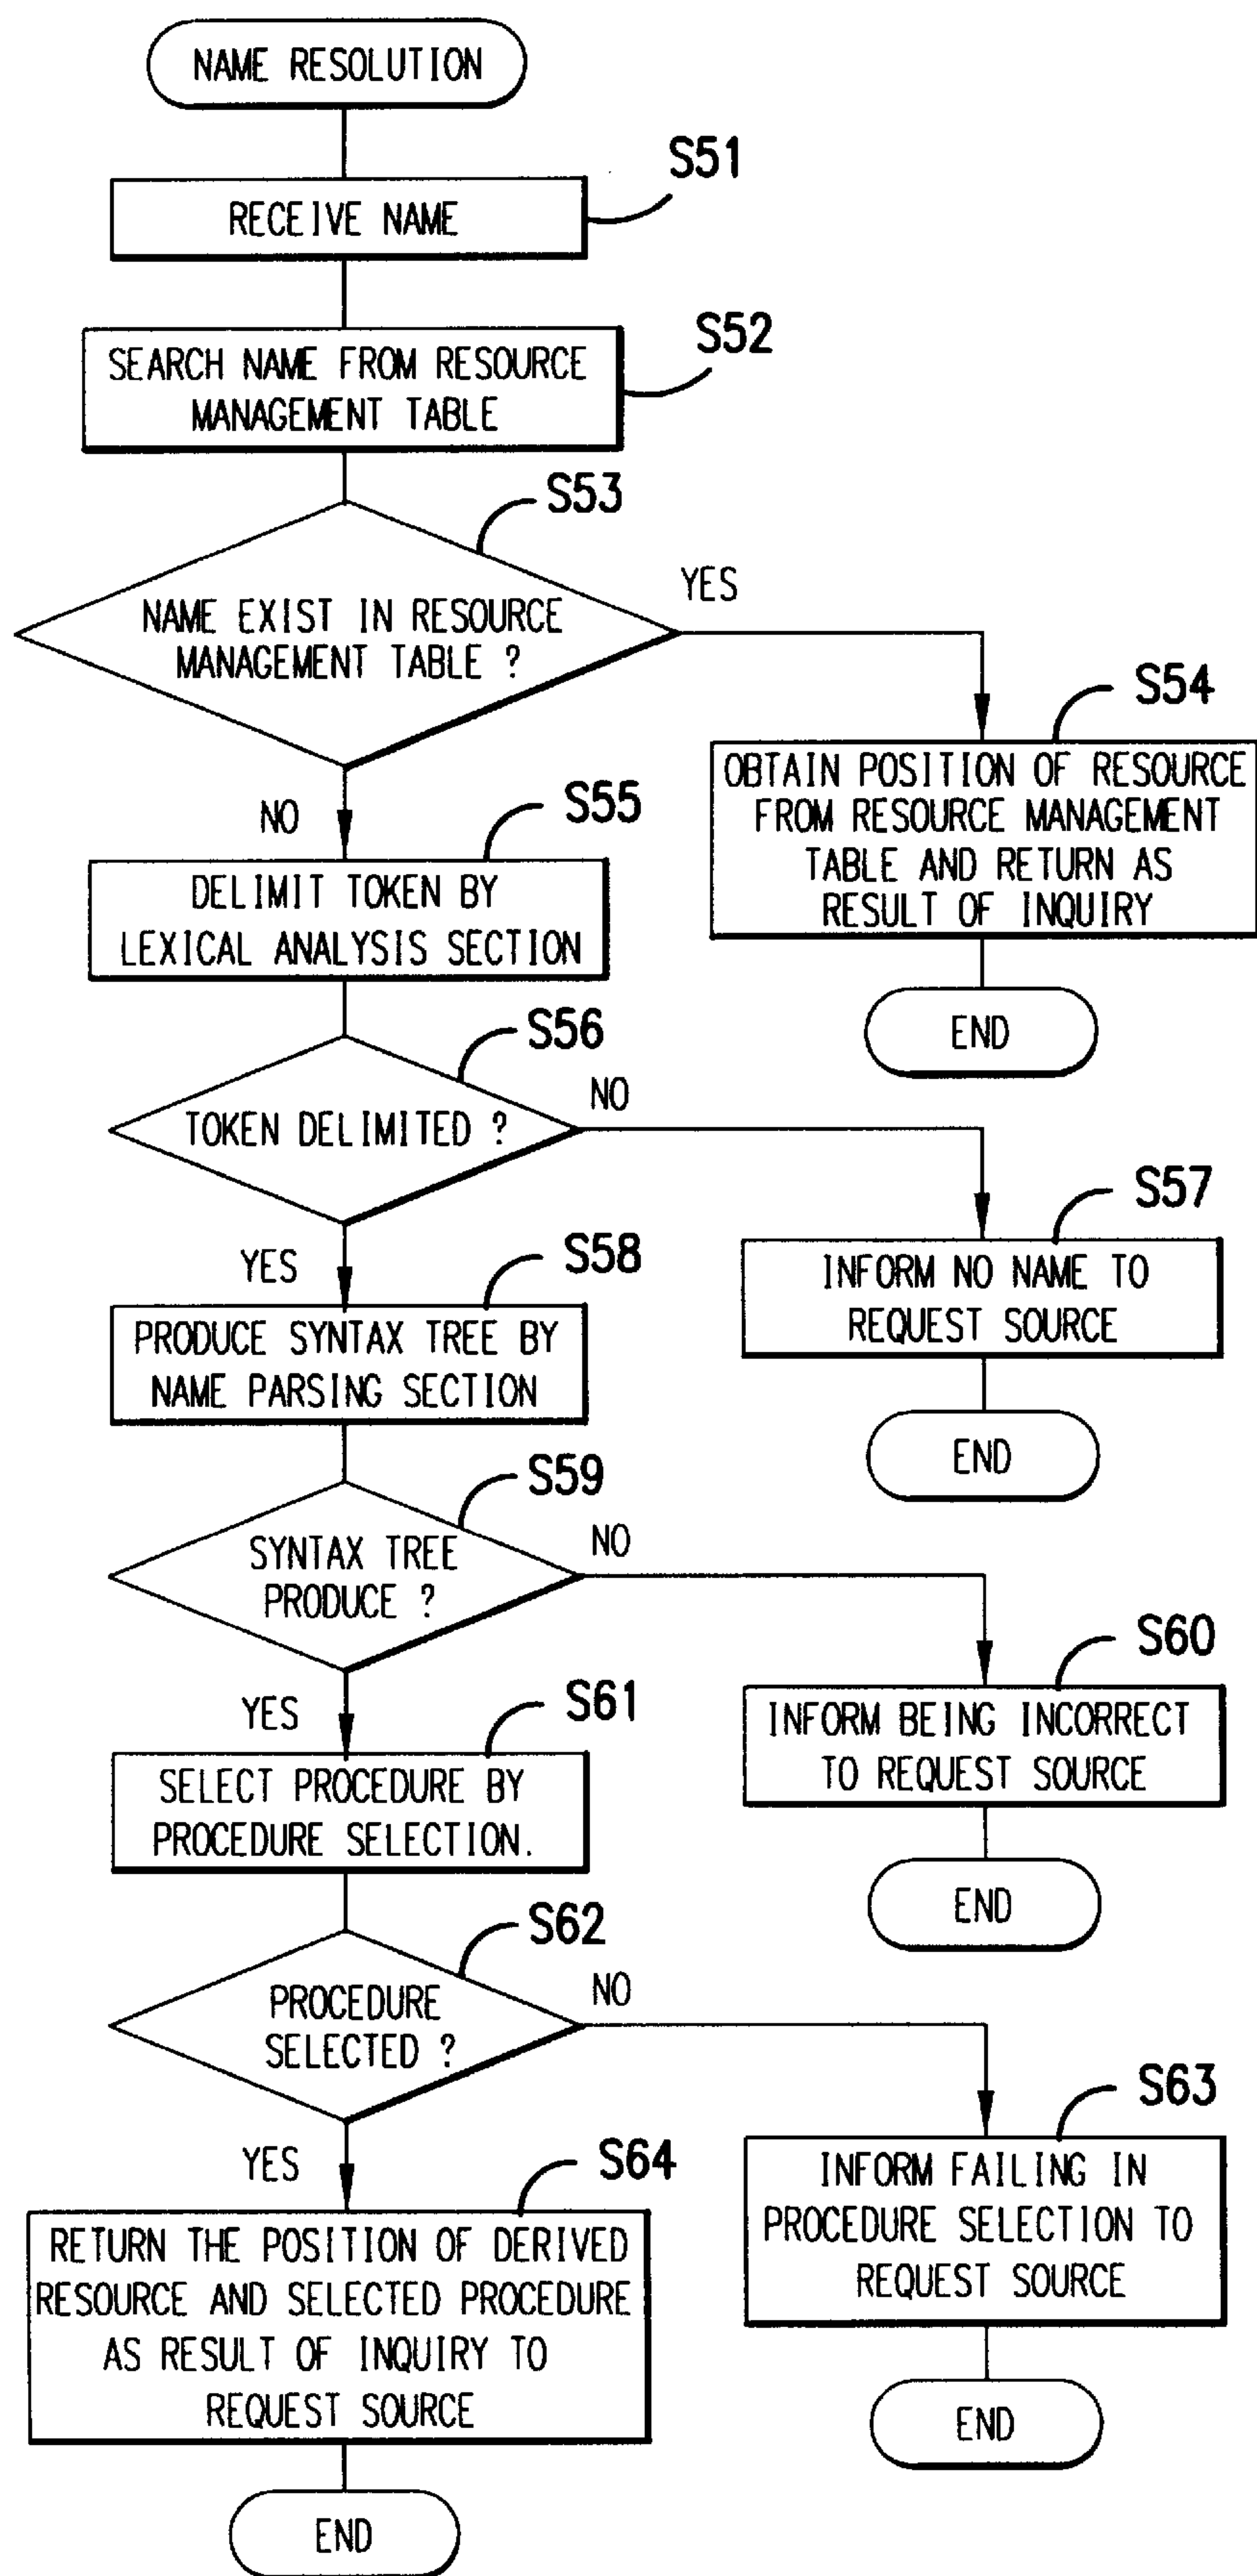 NAME RESOLUTION
S51
RECEIVE NAME
S52
SEARCH NAME FROM RESOURCE
MANAGEMENT TABLE
S53
NAME EXIST IN RESOURCE
MANAGEMENT TABLE ?
YES
S54
OBTAIN POSITION OF RESOURCE
FROM RESOURCE MANAGEMENT
TABLE AND RETURN AS
RESULT OF INQUIRY
END
NO
S55
DELIMIT TOKEN BY
LEXICAL ANALYSIS SECTION
S56
TOKEN DELIMITED ?
NO
S57
INFORM NO NAME TO
REQUEST SOURCE
END
YES
S58
PRODUCE SYNTAX TREE BY
NAME PARSING SECTION
S59
SYNTAX TREE
PRODUCE ?
NO
S60
INFORM BEING INCORRECT
TO REQUEST SOURCE
END
YES
S61
SELECT PROCEDURE BY
PROCEDURE SELECTION.
S62
PROCEDURE
SELECTED ?
NO
S63
INFORM FAILING IN
PROCEDURE SELECTION TO
REQUEST SOURCE
END
YES
S64
RETURN THE POSITION OF DERIVED
RESOURCE AND SELECTED PROCEDURE
AS RESULT OF INQUIRY TO
REQUEST SOURCE
END